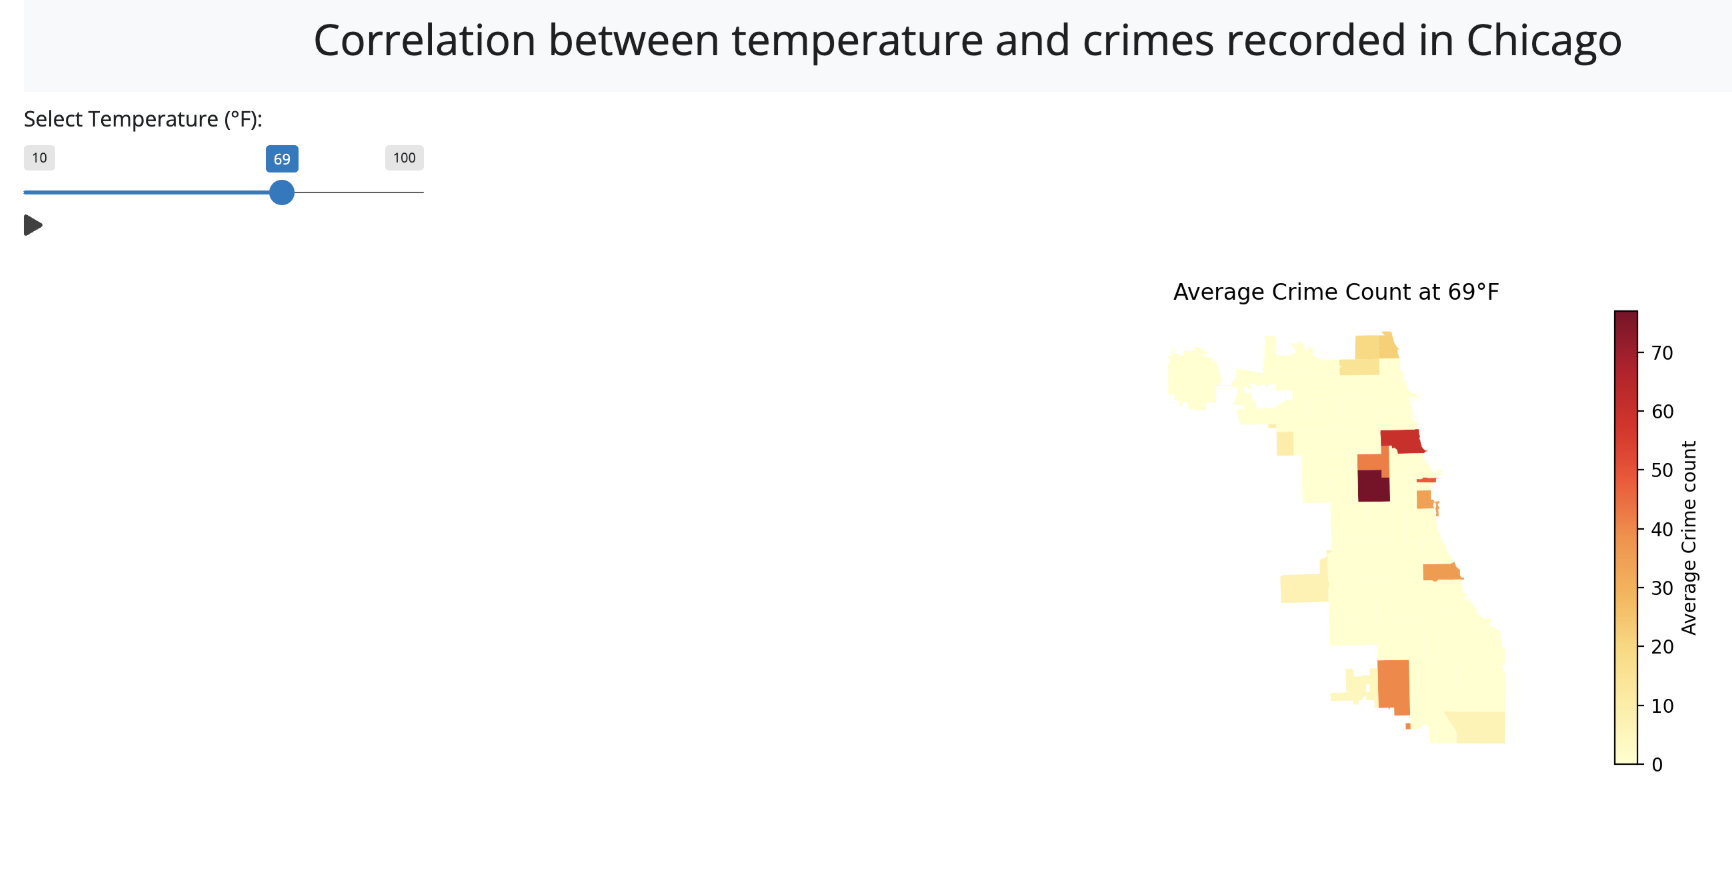 Correlation between temperature and crimes recorded in Chicago
Select Temperature (°F):
10
69
100
Average Crime Count at 69°F
70
60
50
40
30
20
10
0
Average Crime count